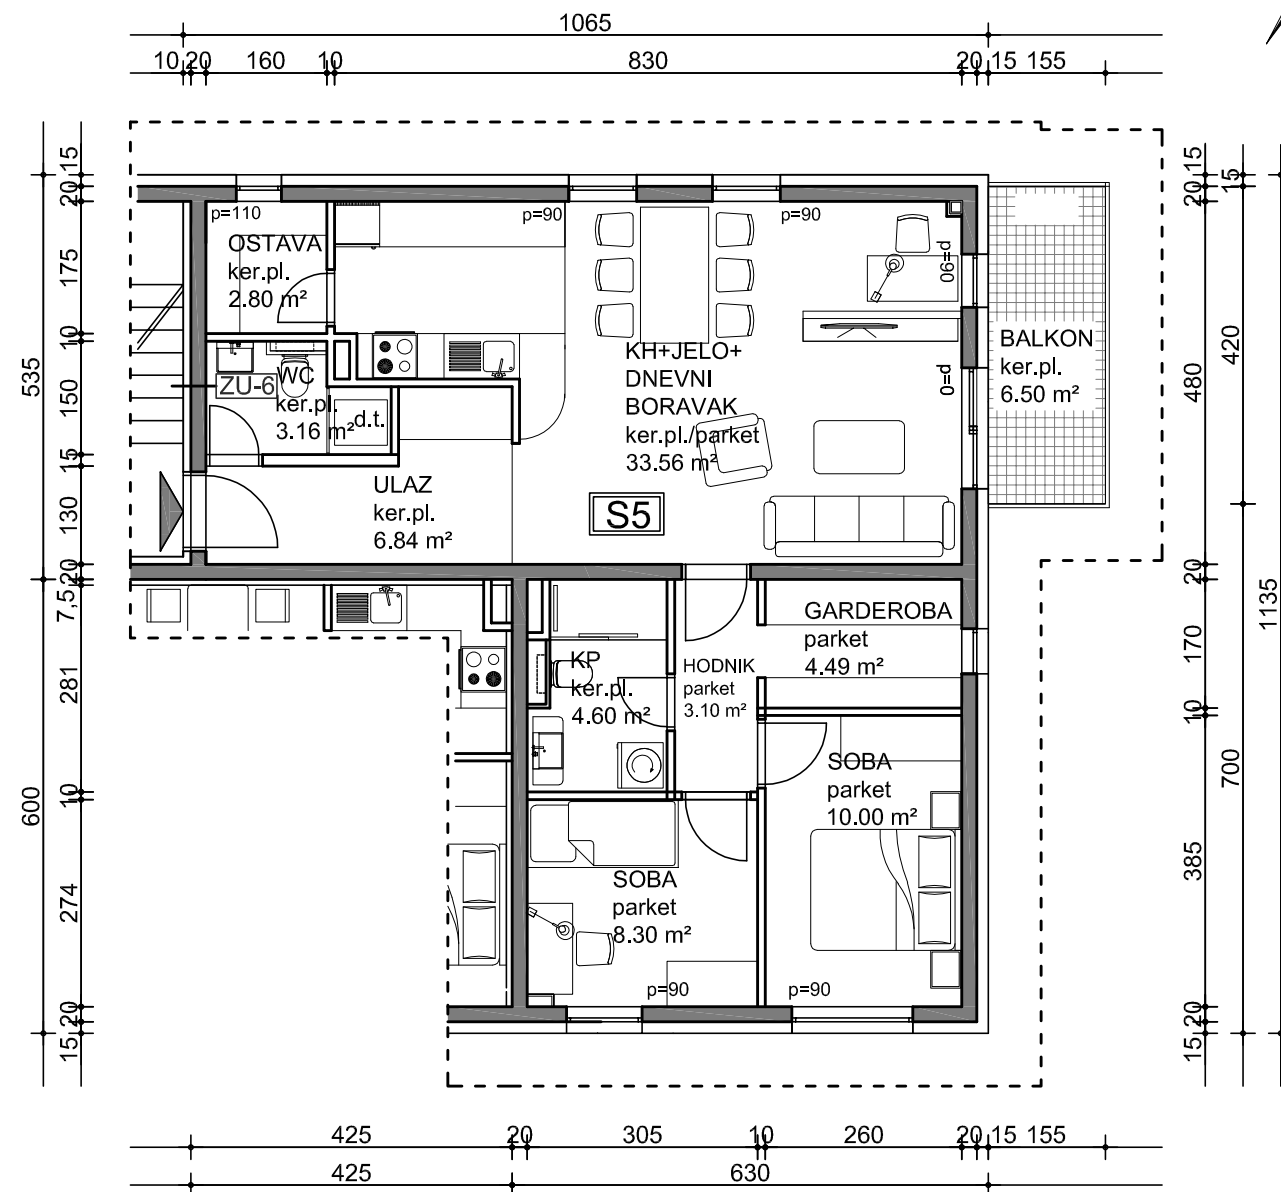 1065
10 20 160 10 830 20 15 155
15
20
175
10
150
15
130
20
7,5
281
10
274
20
15
535
600
p=110
OSTAVA
ker.pl.
2.80 m²
p=90
p=90
p=90
p=0
ZU-6
WC
ker.pl.
3.16 m²
d.t.
KH+JELO+
DNEVNI
BORAVAK
ker.pl./parket
33.56 m²
BALKON
ker.pl.
6.50 m²
ULAZ
ker.pl.
6.84 m²
S5
GARDEROBA
parket
4.49 m²
KP
ker.pl.
4.60 m²
HODNIK
parket
3.10 m²
SOBA
parket
10.00 m²
SOBA
parket
8.30 m²
p=90
p=90
15
20
480
20
170
10
385
20
15
15
420
700
1135
425 20 305 10 260 20 15 155
425 630